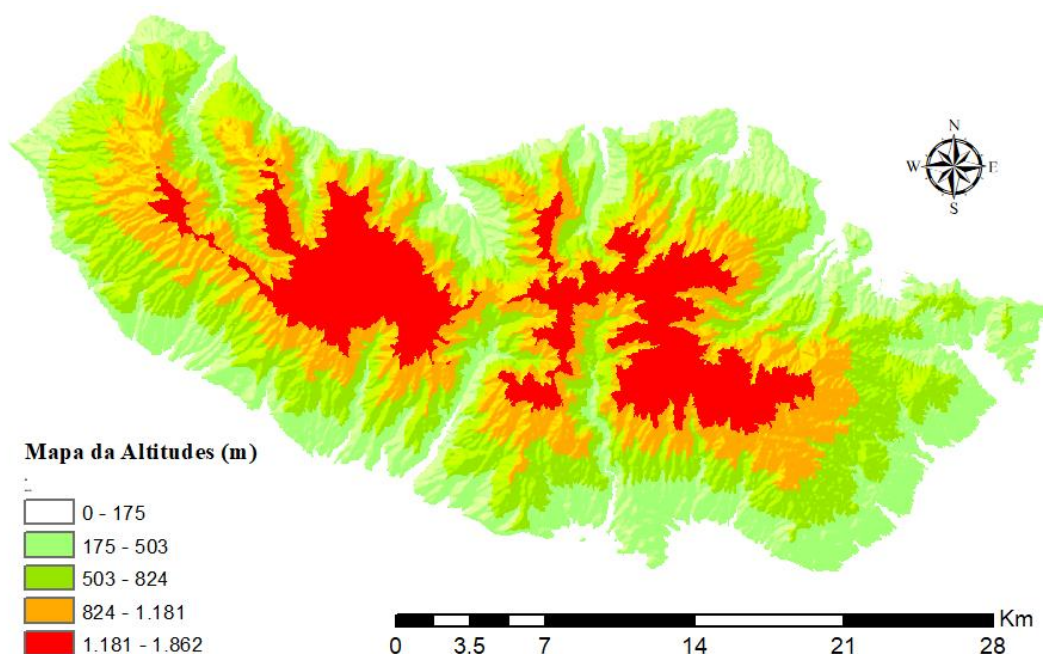 N
W E
S
Mapa da Altitudes (m)
0 - 175
175 - 503
503 - 824
824 - 1.181
1.181 - 1.862
Km
0 3.5 7 14 21 28